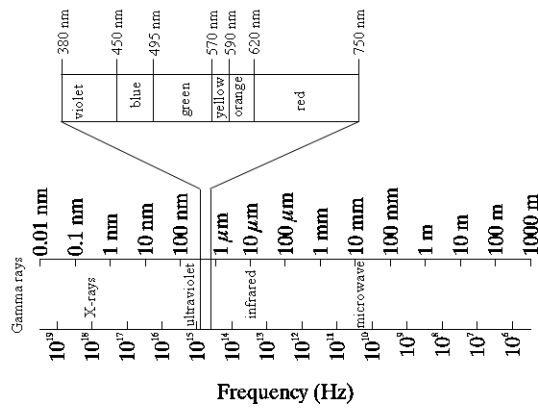 380 nm
450 nm
495 nm
570 nm
590 nm
620 nm
750 nm
violet
blue
green
yellow
orange
red
0.01 nm
0.1 nm
1 nm
10 nm
100 nm
1 μm
10 μm
100 μm
1 mm
10 mm
100 mm
1 m
10 m
100 m
1000 m
Gamma rays
X-rays
ultraviolet
infrared
microwave
10¹⁹
10¹⁸
10¹⁷
10¹⁶
10¹⁵
10¹⁴
10¹³
10¹²
10¹¹
10¹⁰
10⁹
10⁸
10⁷
10⁶
Frequency (Hz)